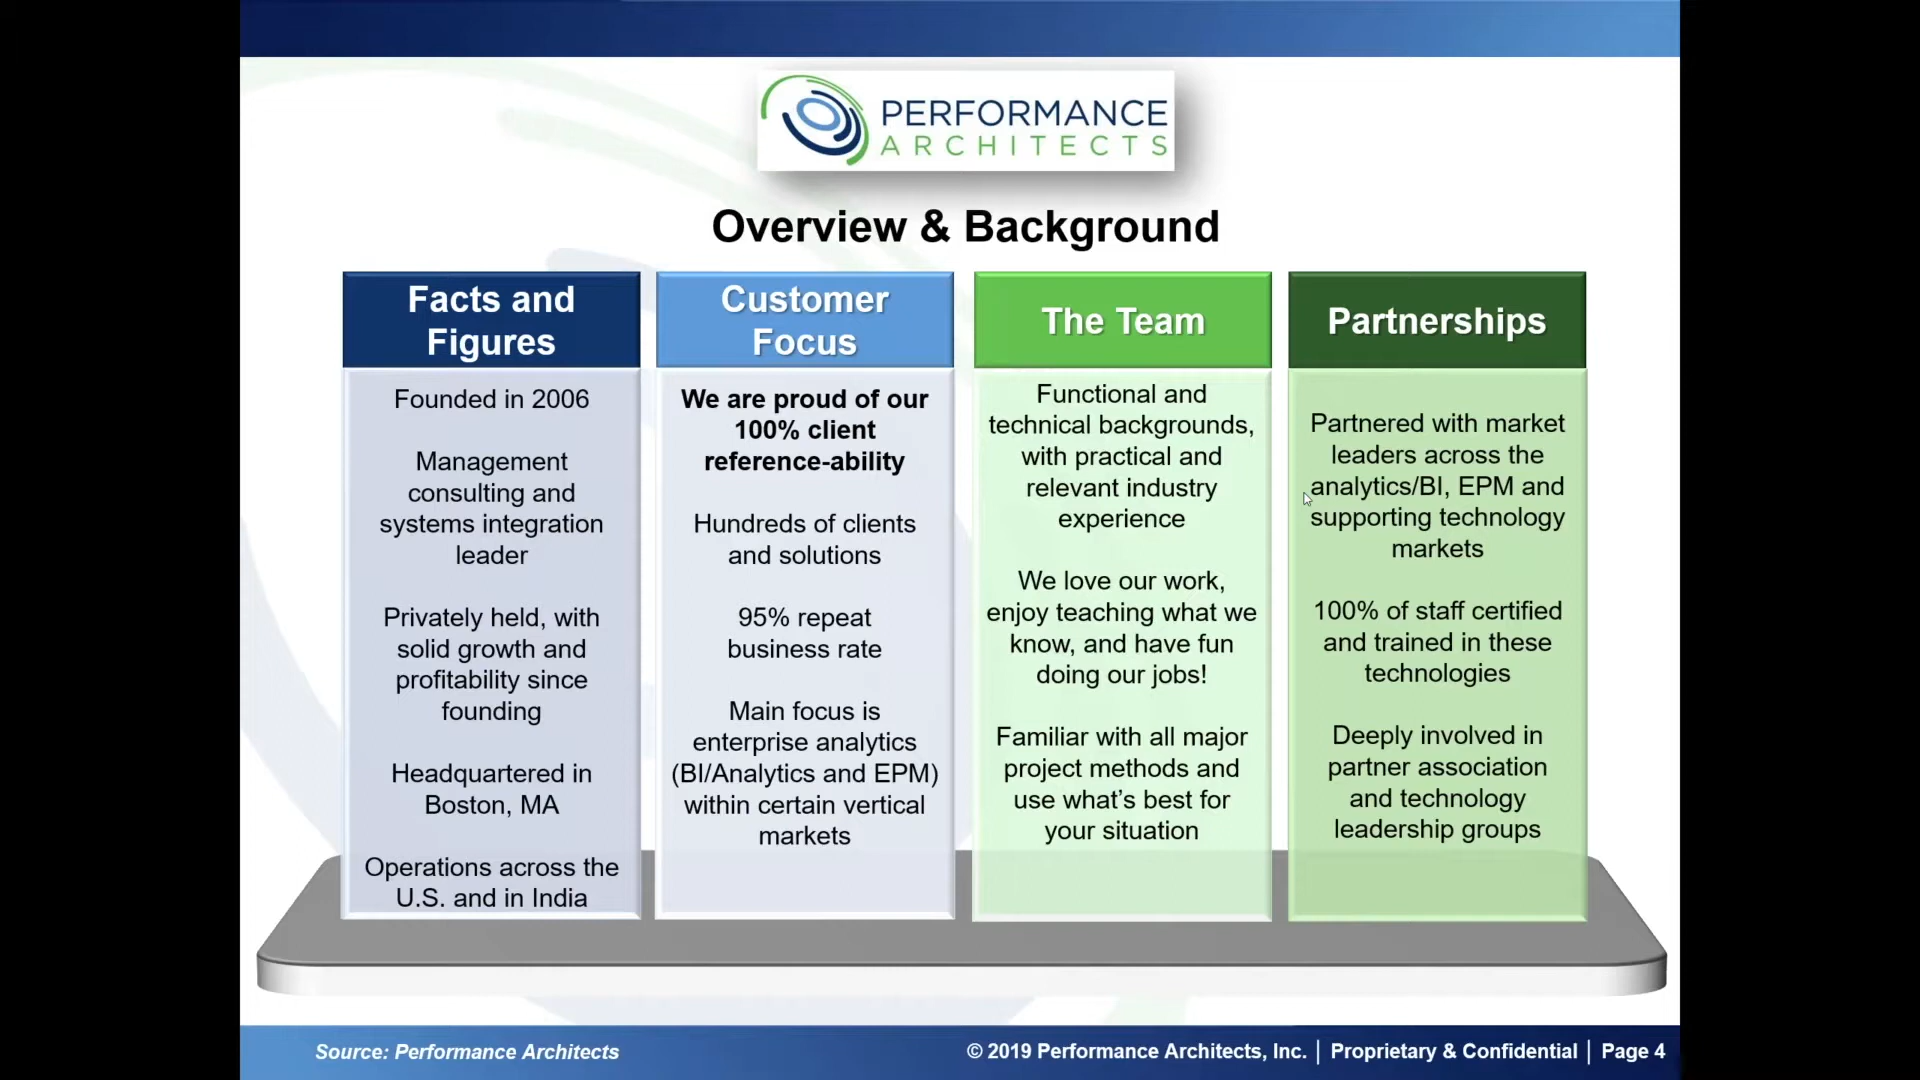 PERFORMANCE
ARCHITECTS
Overview & Background
Facts and
Figures
Founded in 2006
Management
consulting and
systems integration
leader
Privately held, with
solid growth and
profitability since
founding
Headquartered in
Boston, MA
Operations across the
U.S. and in India
Customer
Focus
We are proud of our
100% client
reference-ability
Hundreds of clients
and solutions
95% repeat
business rate
Main focus is
enterprise analytics
(BI/Analytics and EPM)
within certain vertical
markets
The Team
Functional and
technical backgrounds,
with practical and
relevant industry
experience
We love our work,
enjoy teaching what we
know, and have fun
doing our jobs!
Familiar with all major
project methods and
use what’s best for
your situation
Partnerships
Partnered with market
leaders across the
analytics/BI, EPM and
supporting technology
markets
100% of staff certified
and trained in these
technologies
Deeply involved in
partner association
and technology
leadership groups
Source: Performance Architects
© 2019 Performance Architects, Inc. | Proprietary & Confidential | Page 4